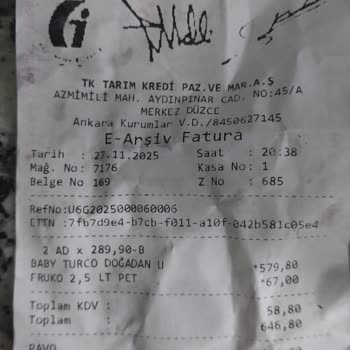 TK TARIM KREDİ PAZ.VE MAR.A.Ş
AZMİMİLİ MAH. AYDINPINAR CAD. NO:45/A
MERKEZ DÜZCE
Ankara Kurumlar V.D./8450627145
E-Arşiv Fatura
Tarih : 27.11.2025 Saat : 20:38
Mağ. No: 7176 Kasa No: 1
Belge No 169 Z No : 685
RefNo:U6G2025000060006
ETTN :7fb7d9e4-b7cb-f011-a10f-042b581c05e4
2 AD x 289,90-B
BABY TURCO DOĞADAN U *579,80
FRUKO 2,5 LT PET *67,00
Toplam KDV : 58,80
Toplam : 646,80